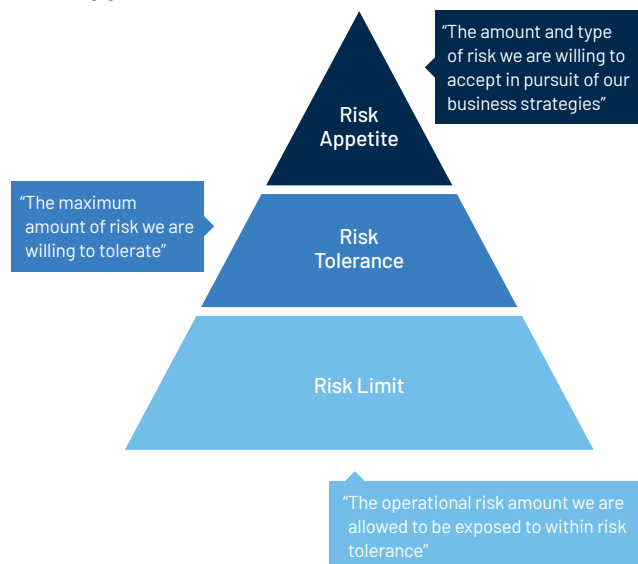 “The amount and type
of risk we are willing to
accept in pursuit of our
business strategies”
Risk
Appetite
“The maximum
amount of risk we are
willing to tolerate”
Risk
Tolerance
Risk Limit
“The operational risk amount we are
allowed to be exposed to within risk
tolerance”